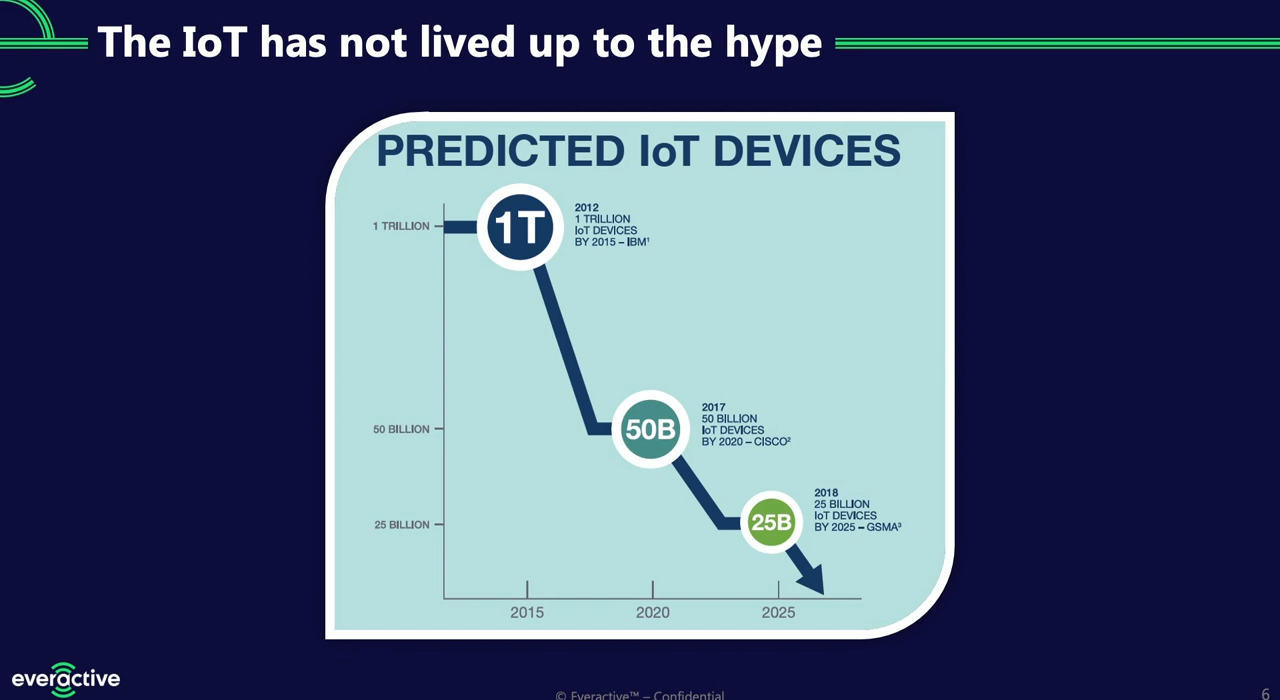 The IoT has not lived up to the hype
PREDICTED IoT DEVICES
1 TRILLION
1T
2012
1 TRILLION
IoT DEVICES
BY 2015 – IBM¹
50 BILLION
50B
2017
50 BILLION
IoT DEVICES
BY 2020 – CISCO²
25 BILLION
25B
2018
25 BILLION
IoT DEVICES
BY 2025 – GSMA³
2015
2020
2025
everactive
© Everactive™ – Confidential
6